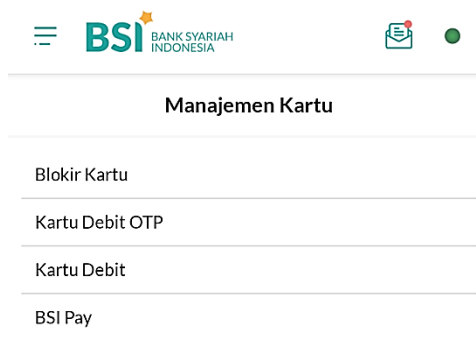 BSI BANK SYARIAH
INDONESIA
Manajemen Kartu
Blokir Kartu
Kartu Debit OTP
Kartu Debit
BSI Pay